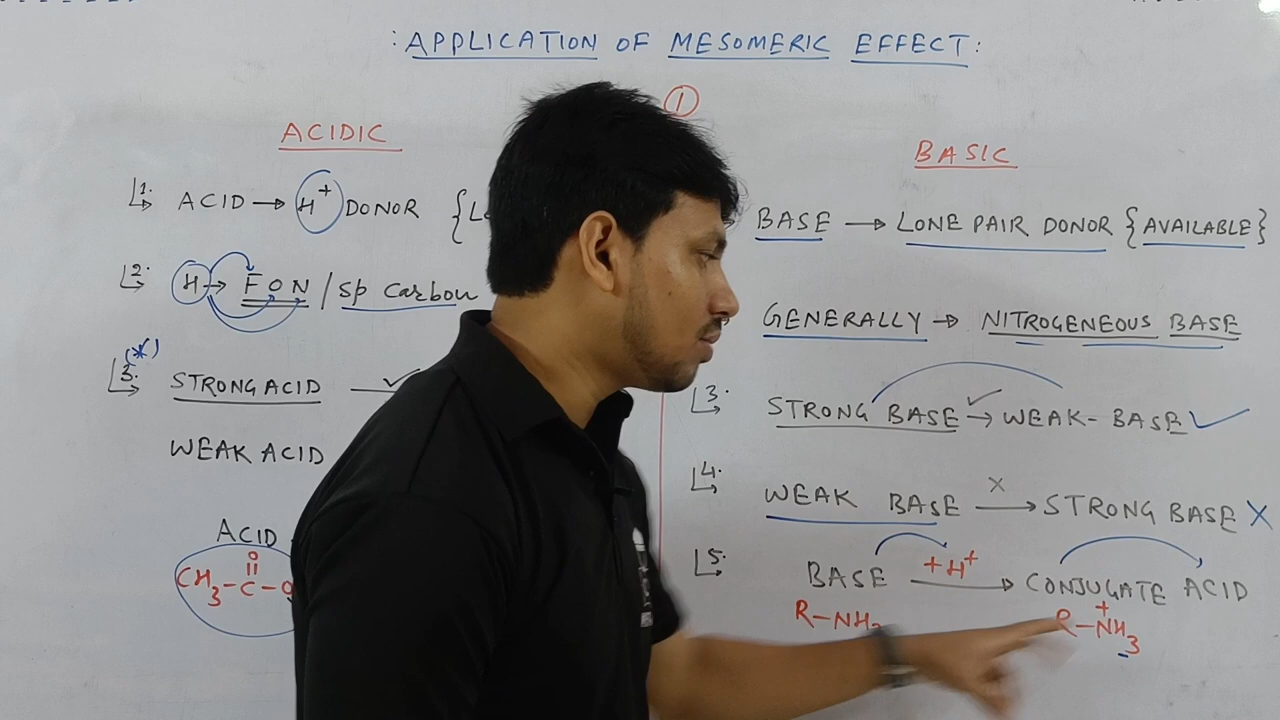 : APPLICATION OF MESOMERIC EFFECT :
1
ACIDIC
1. ACID → H+ DONOR {
2. H → F O N / sp carbon
(*)
3. STRONG ACID
WEAK ACID
ACID
CH3-C-
O
BASIC
BASE → LONE PAIR DONOR {AVAILABLE}
GENERALLY → NITROGENEOUS BASE
3. STRONG BASE → WEAK-BASE ✓
4. WEAK BASE → STRONG BASE X
5. BASE +H+ → CONJUGATE ACID
R-NH2 R-N+H3